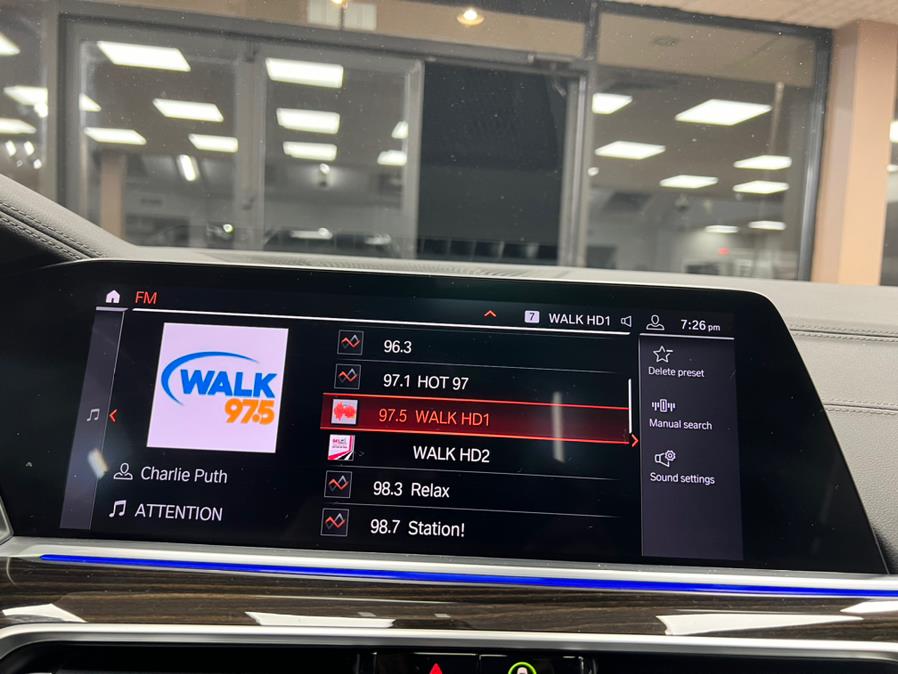 FM
7 WALK HD1
7:26 pm
WALK
97.5
Charlie Puth
ATTENTION
96.3
97.1 HOT 97
97.5 WALK HD1
WALK HD2
98.3 Relax
98.7 Station!
Delete preset
Manual search
Sound settings